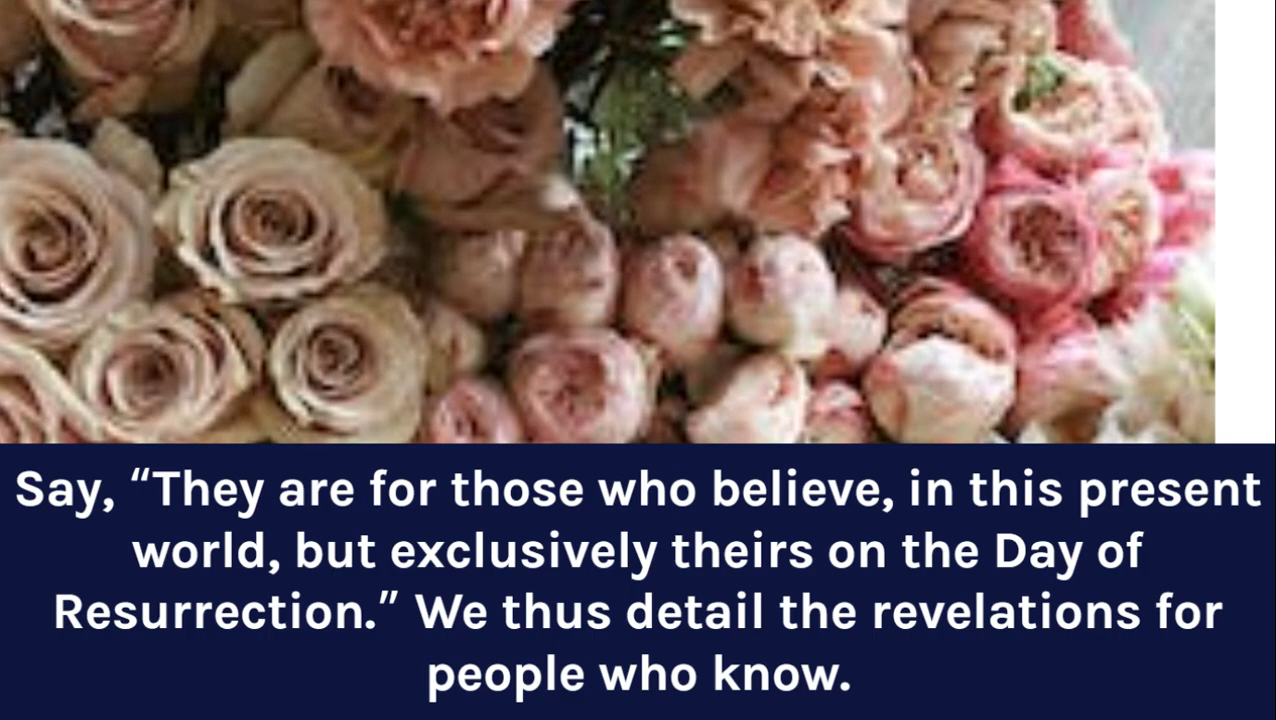 Say, “They are for those who believe, in this present
world, but exclusively theirs on the Day of
Resurrection.” We thus detail the revelations for
people who know.